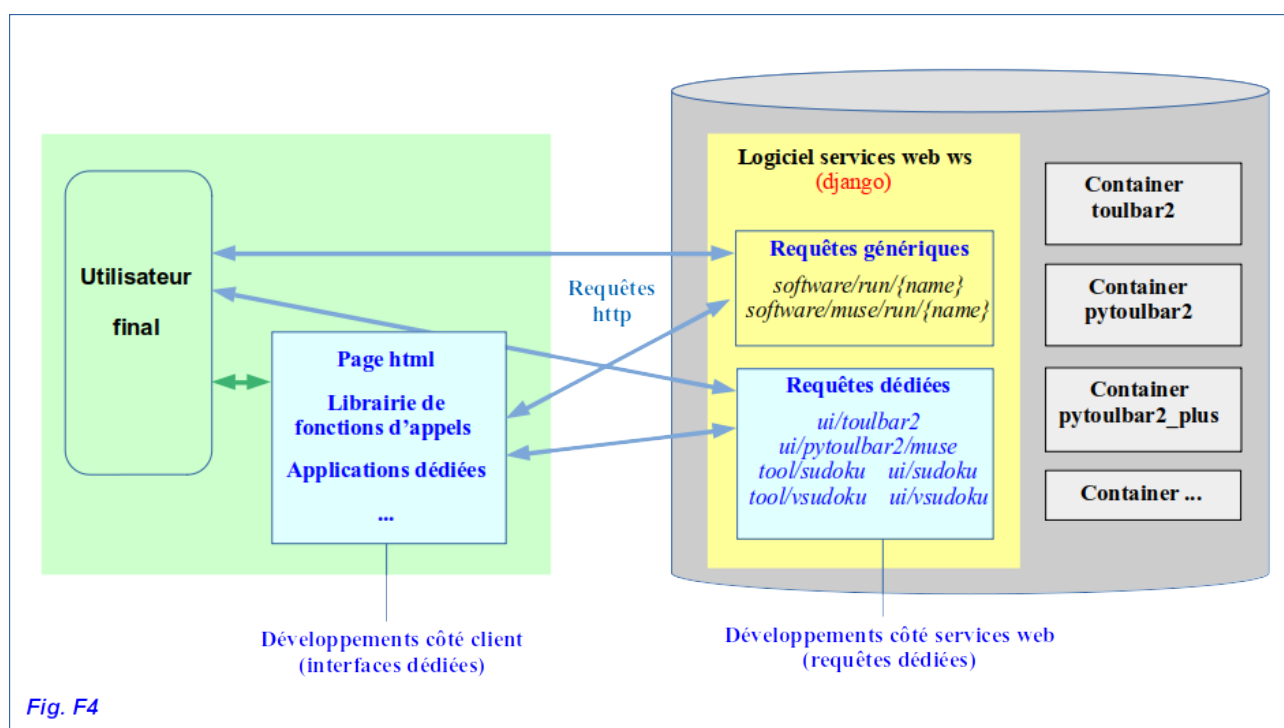 Utilisateur
final
Page html
Librairie de
fonctions d'appels
Applications dédiées
...
Développements côté client
(interfaces dédiées)
Requêtes
http
Logiciel services web ws
(django)
Requêtes génériques
software/run/{name}
software/muse/run/{name}
Requêtes dédiées
ui/toulbar2
ui/pytoulbar2/muse
tool/sudoku ui/sudoku
tool/vsudoku ui/vsudoku
Développements côté services web
(requêtes dédiées)
Container
toulbar2
Container
pytoulbar2
Container
pytoulbar2_plus
Container ...
Fig. F4